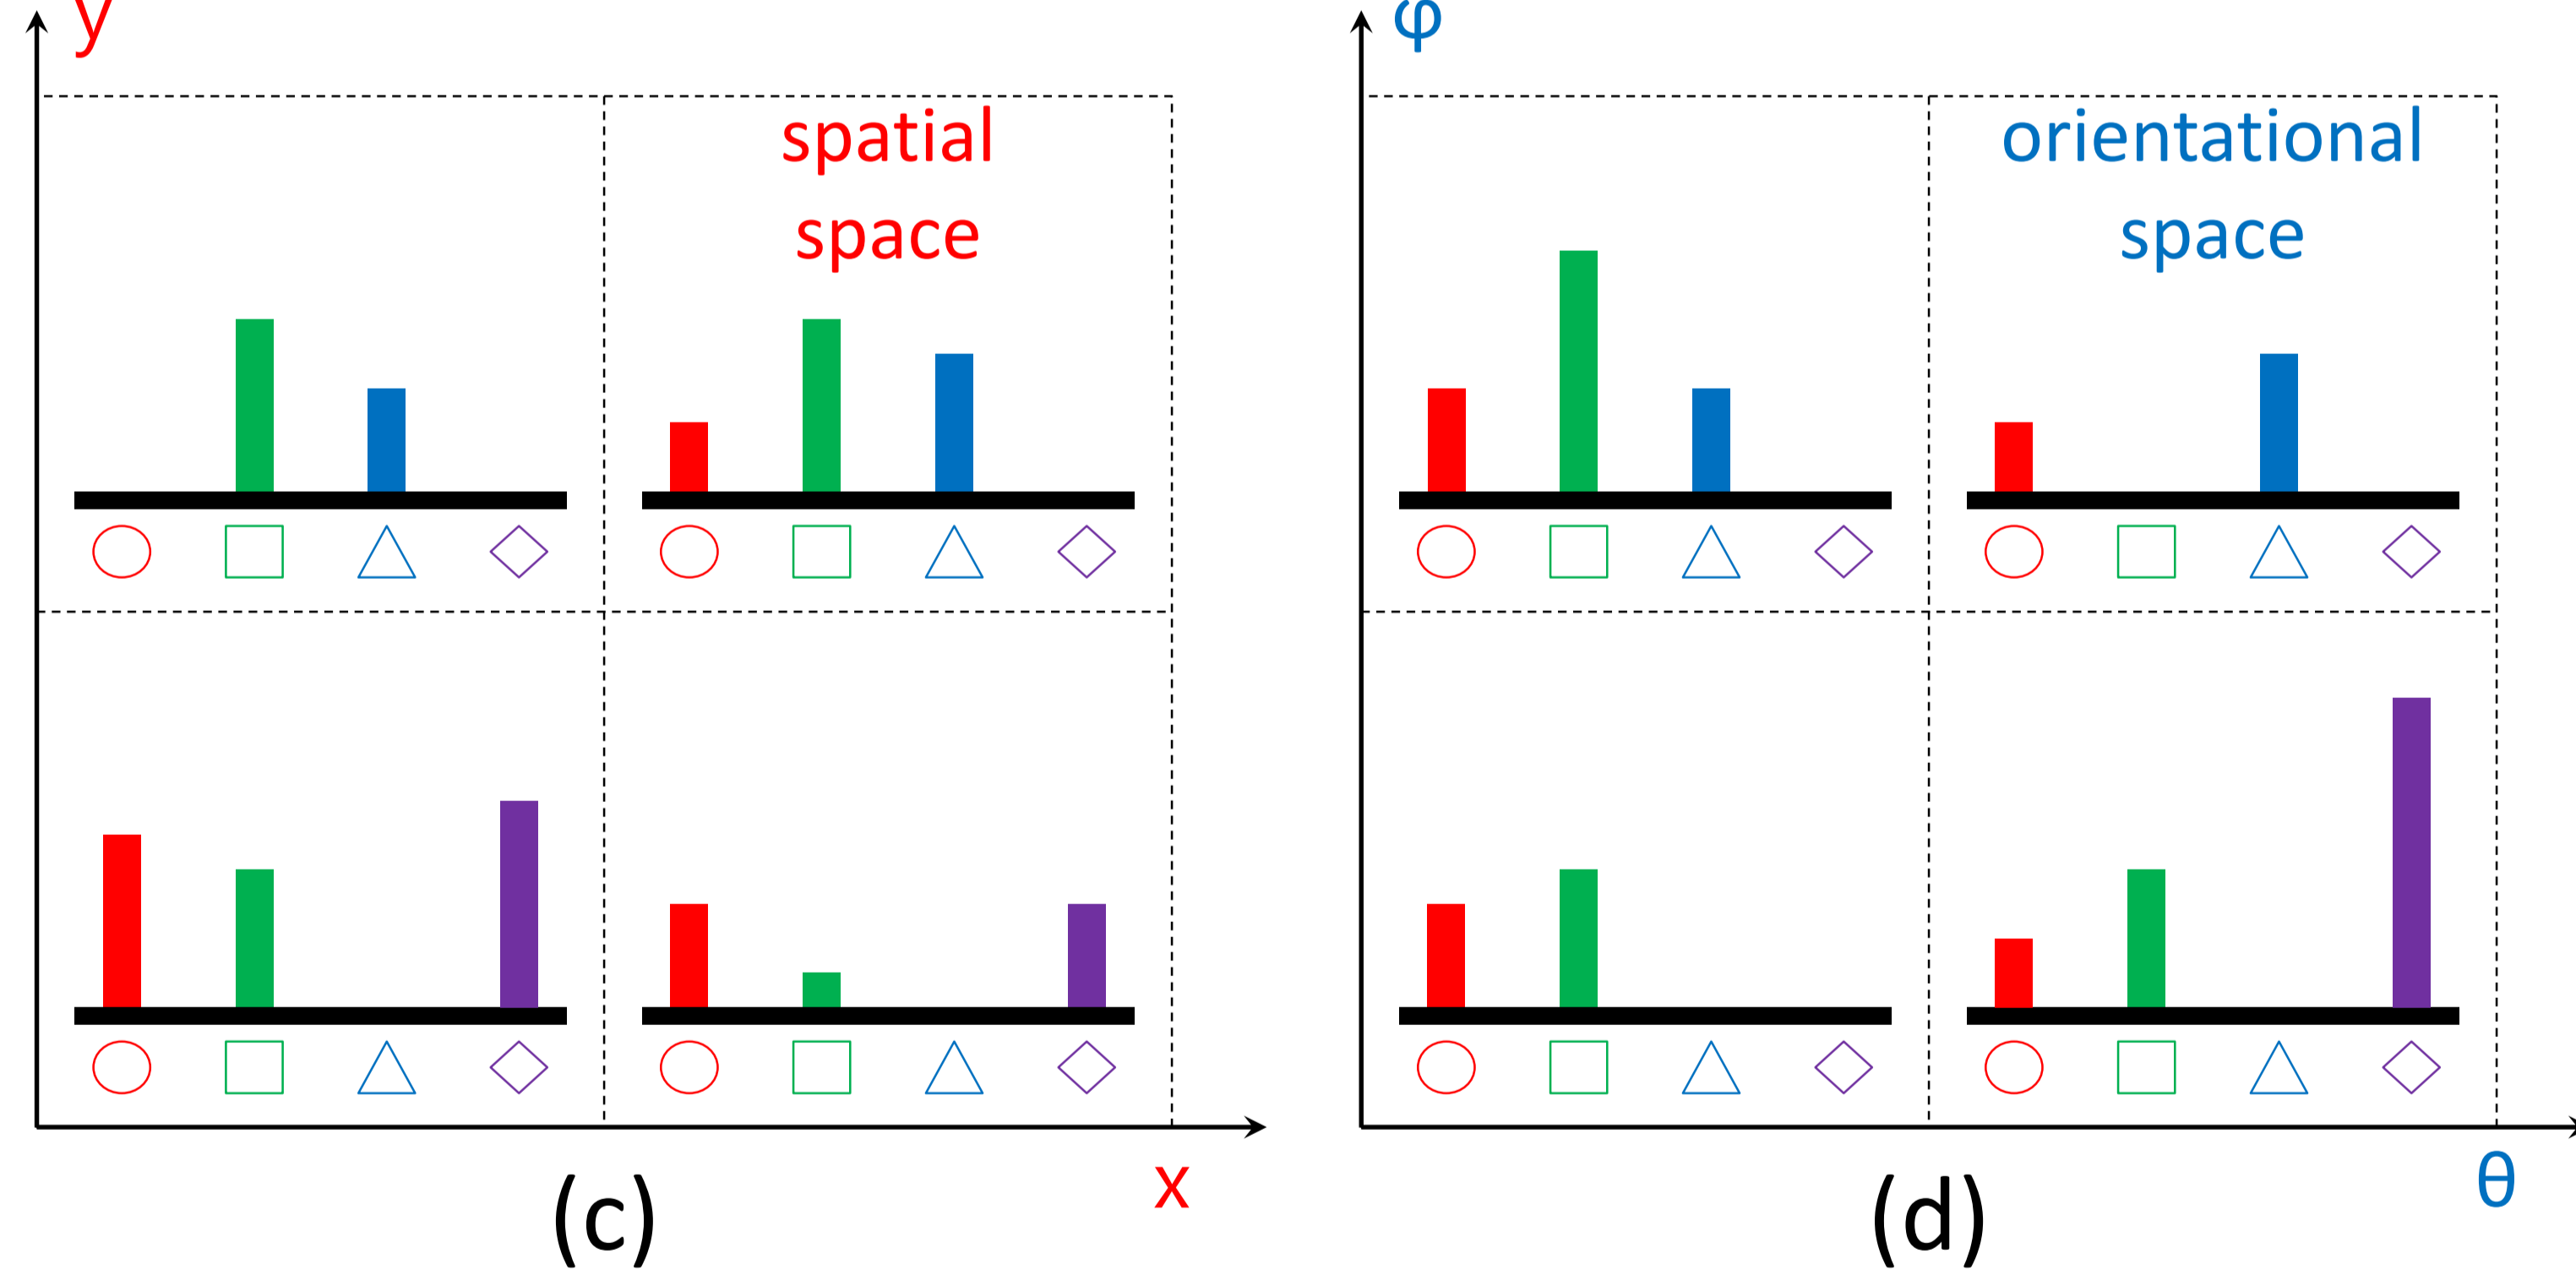 y
spatial
space
x
(c)
φ
orientational
space
θ
(d)